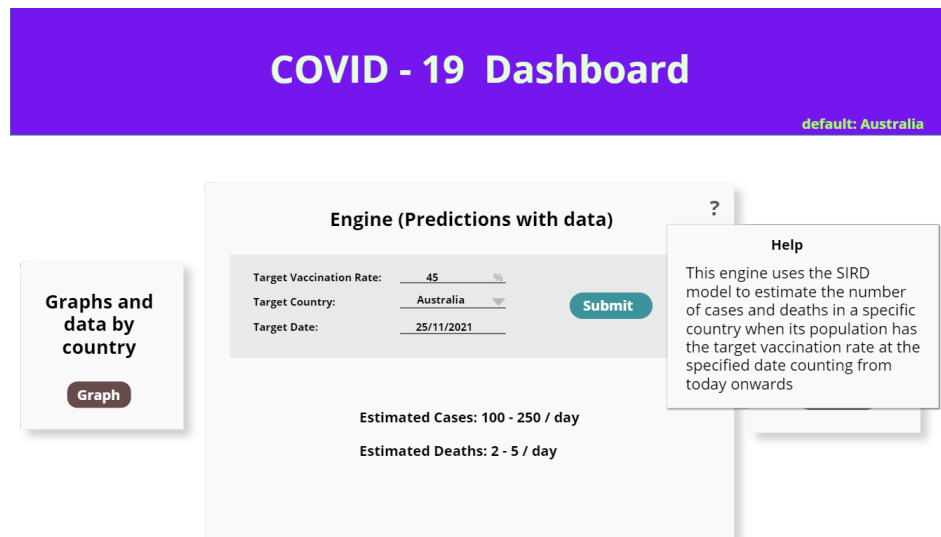 COVID - 19 Dashboard
default: Australia
Engine (Predictions with data)
?
Target Vaccination Rate: 45 %
Target Country: Australia
Target Date: 25/11/2021
Submit
Estimated Cases: 100 - 250 / day
Estimated Deaths: 2 - 5 / day
Graphs and
data by
country
Graph
Help
This engine uses the SIRD
model to estimate the number
of cases and deaths in a specific
country when its population has
the target vaccination rate at the
specified date counting from
today onwards